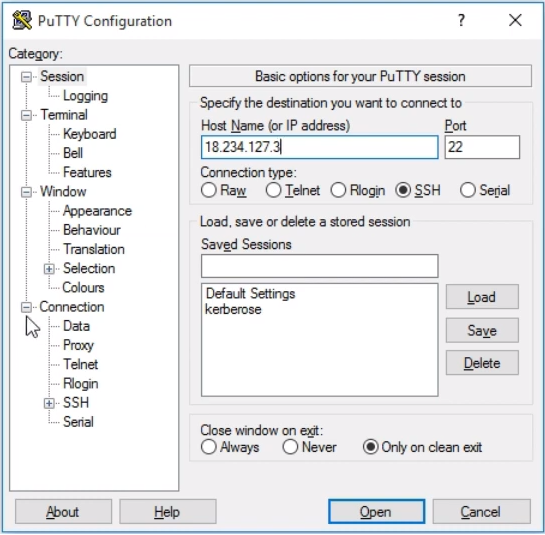 PuTTY Configuration
?
Category:
Session
Logging
Terminal
Keyboard
Bell
Features
Window
Appearance
Behaviour
Translation
Selection
Colours
Connection
Data
Proxy
Telnet
Rlogin
SSH
Serial
Basic options for your PuTTY session
Specify the destination you want to connect to
Host Name (or IP address) Port
18.234.127.3 22
Connection type:
Raw Telnet Rlogin SSH Serial
Load, save or delete a stored session
Saved Sessions
Default Settings
kerberose
Load
Save
Delete
Close window on exit:
Always Never Only on clean exit
About Help Open Cancel